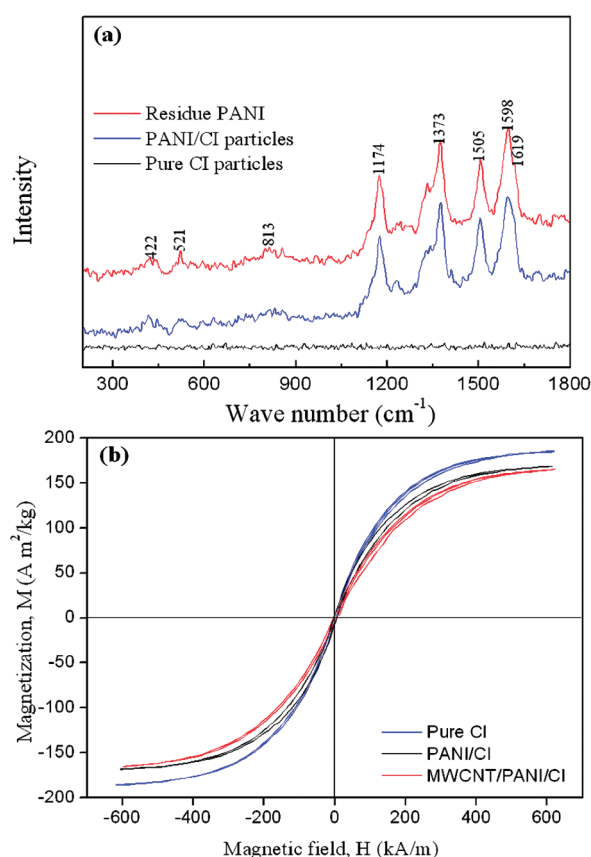 (a)
Residue PANI
PANI/CI particles
Pure CI particles
422
521
813
1174
1373
1505
1598
1619
Intensity
300 600 900 1200 1500 1800
Wave number (cm⁻¹)
(b)
200
150
100
50
0
-50
-100
-150
-200
Magnetization, M (A m²/kg)
Pure CI
PANI/CI
MWCNT/PANI/CI
-600 -400 -200 0 200 400 600
Magnetic field, H (kA/m)